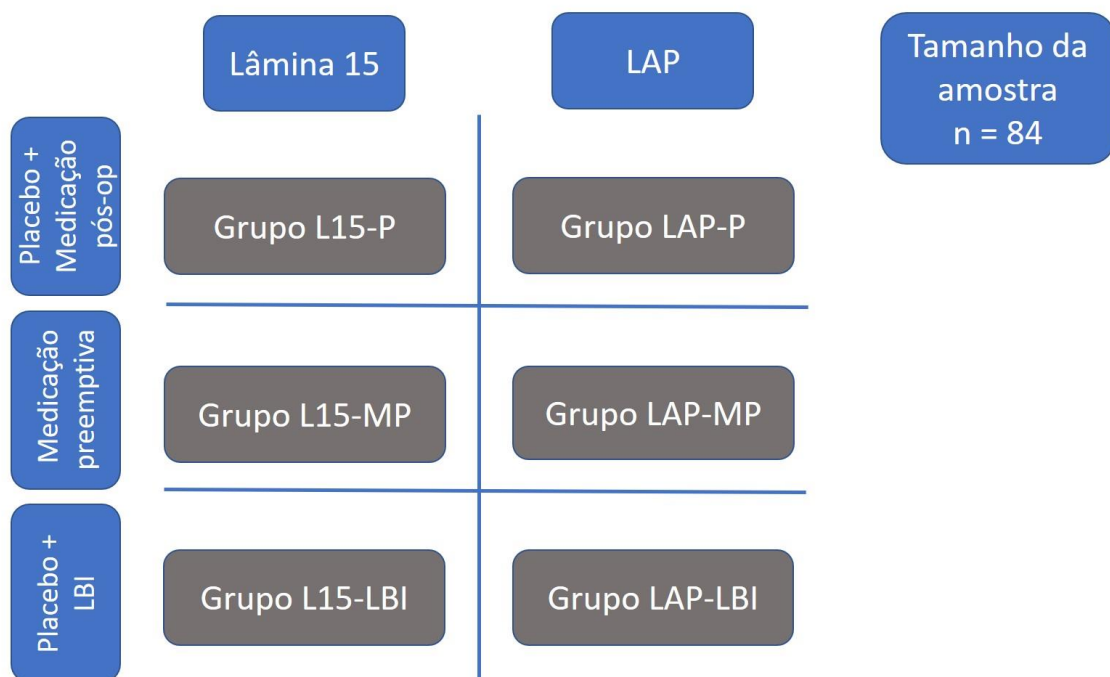 Lâmina 15
LAP
Tamanho da
amostra
n = 84
Placebo +
Medicação
pós-op
Grupo L15-P
Grupo LAP-P
Medicação
preemptiva
Grupo L15-MP
Grupo LAP-MP
Placebo +
LBI
Grupo L15-LBI
Grupo LAP-LBI